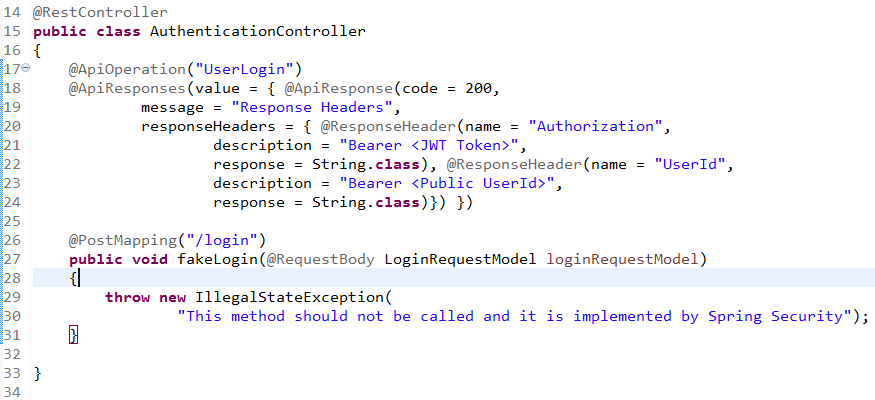 14 @RestController
15 public class AuthenticationController
16 {
17 @ApiOperation("UserLogin")
18 @ApiResponses(value = { @ApiResponse(code = 200,
19 message = "Response Headers",
20 responseHeaders = { @ResponseHeader(name = "Authorization",
21 description = "Bearer <JWT Token>",
22 response = String.class), @ResponseHeader(name = "UserId",
23 description = "Bearer <Public UserId>",
24 response = String.class)}) })
25
26 @PostMapping("/login")
27 public void fakeLogin(@RequestBody LoginRequestModel loginRequestModel)
28 {
29 throw new IllegalStateException(
30 "This method should not be called and it is implemented by Spring Security");
31 }
32
33 }
34